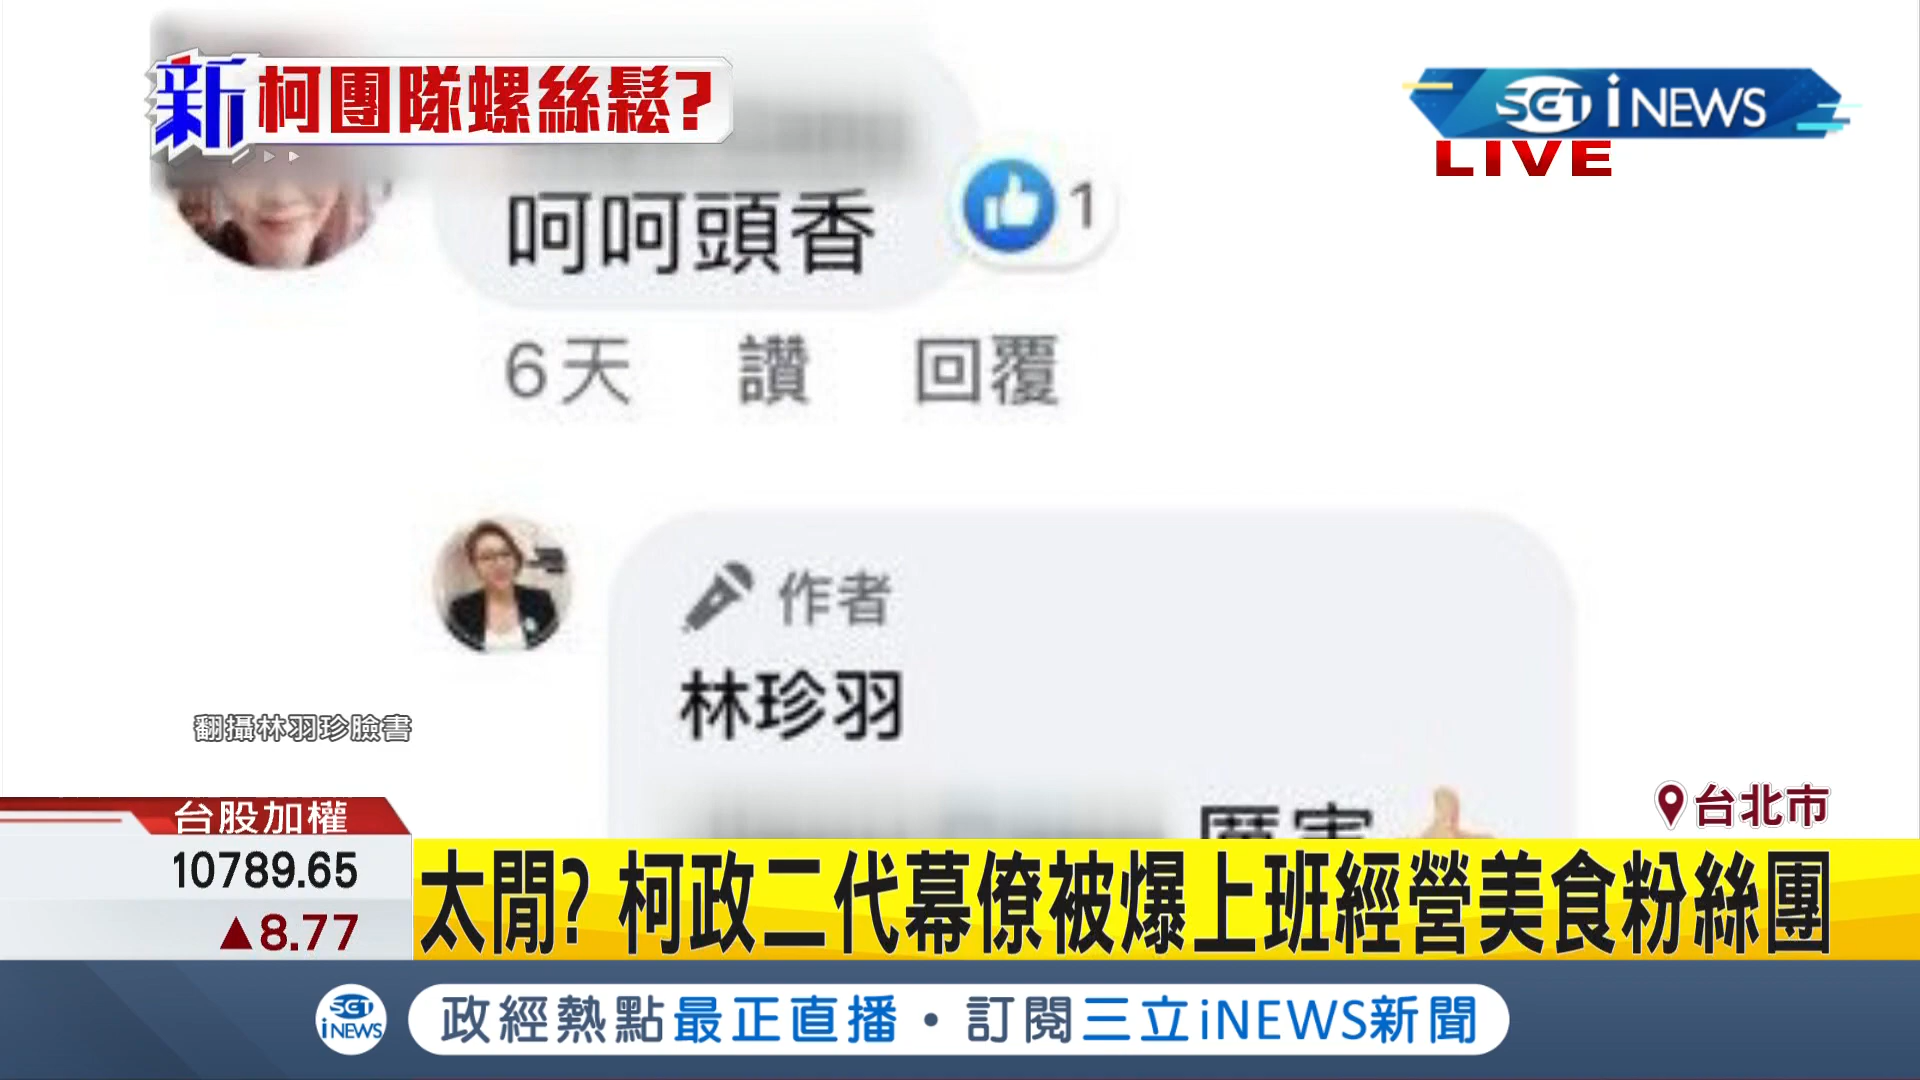 新 柯團隊螺絲鬆?
SET iNEWS
LIVE
呵呵頭香
1
6天 讚 回覆
作者
林珍羽
翻攝林羽珍臉書
厲害
台北市
台股加權
10789.65
▲8.77
太閒? 柯政二代幕僚被爆上班經營美食粉絲團
SET iNEWS
政經熱點最正直播・訂閱三立iNEWS新聞